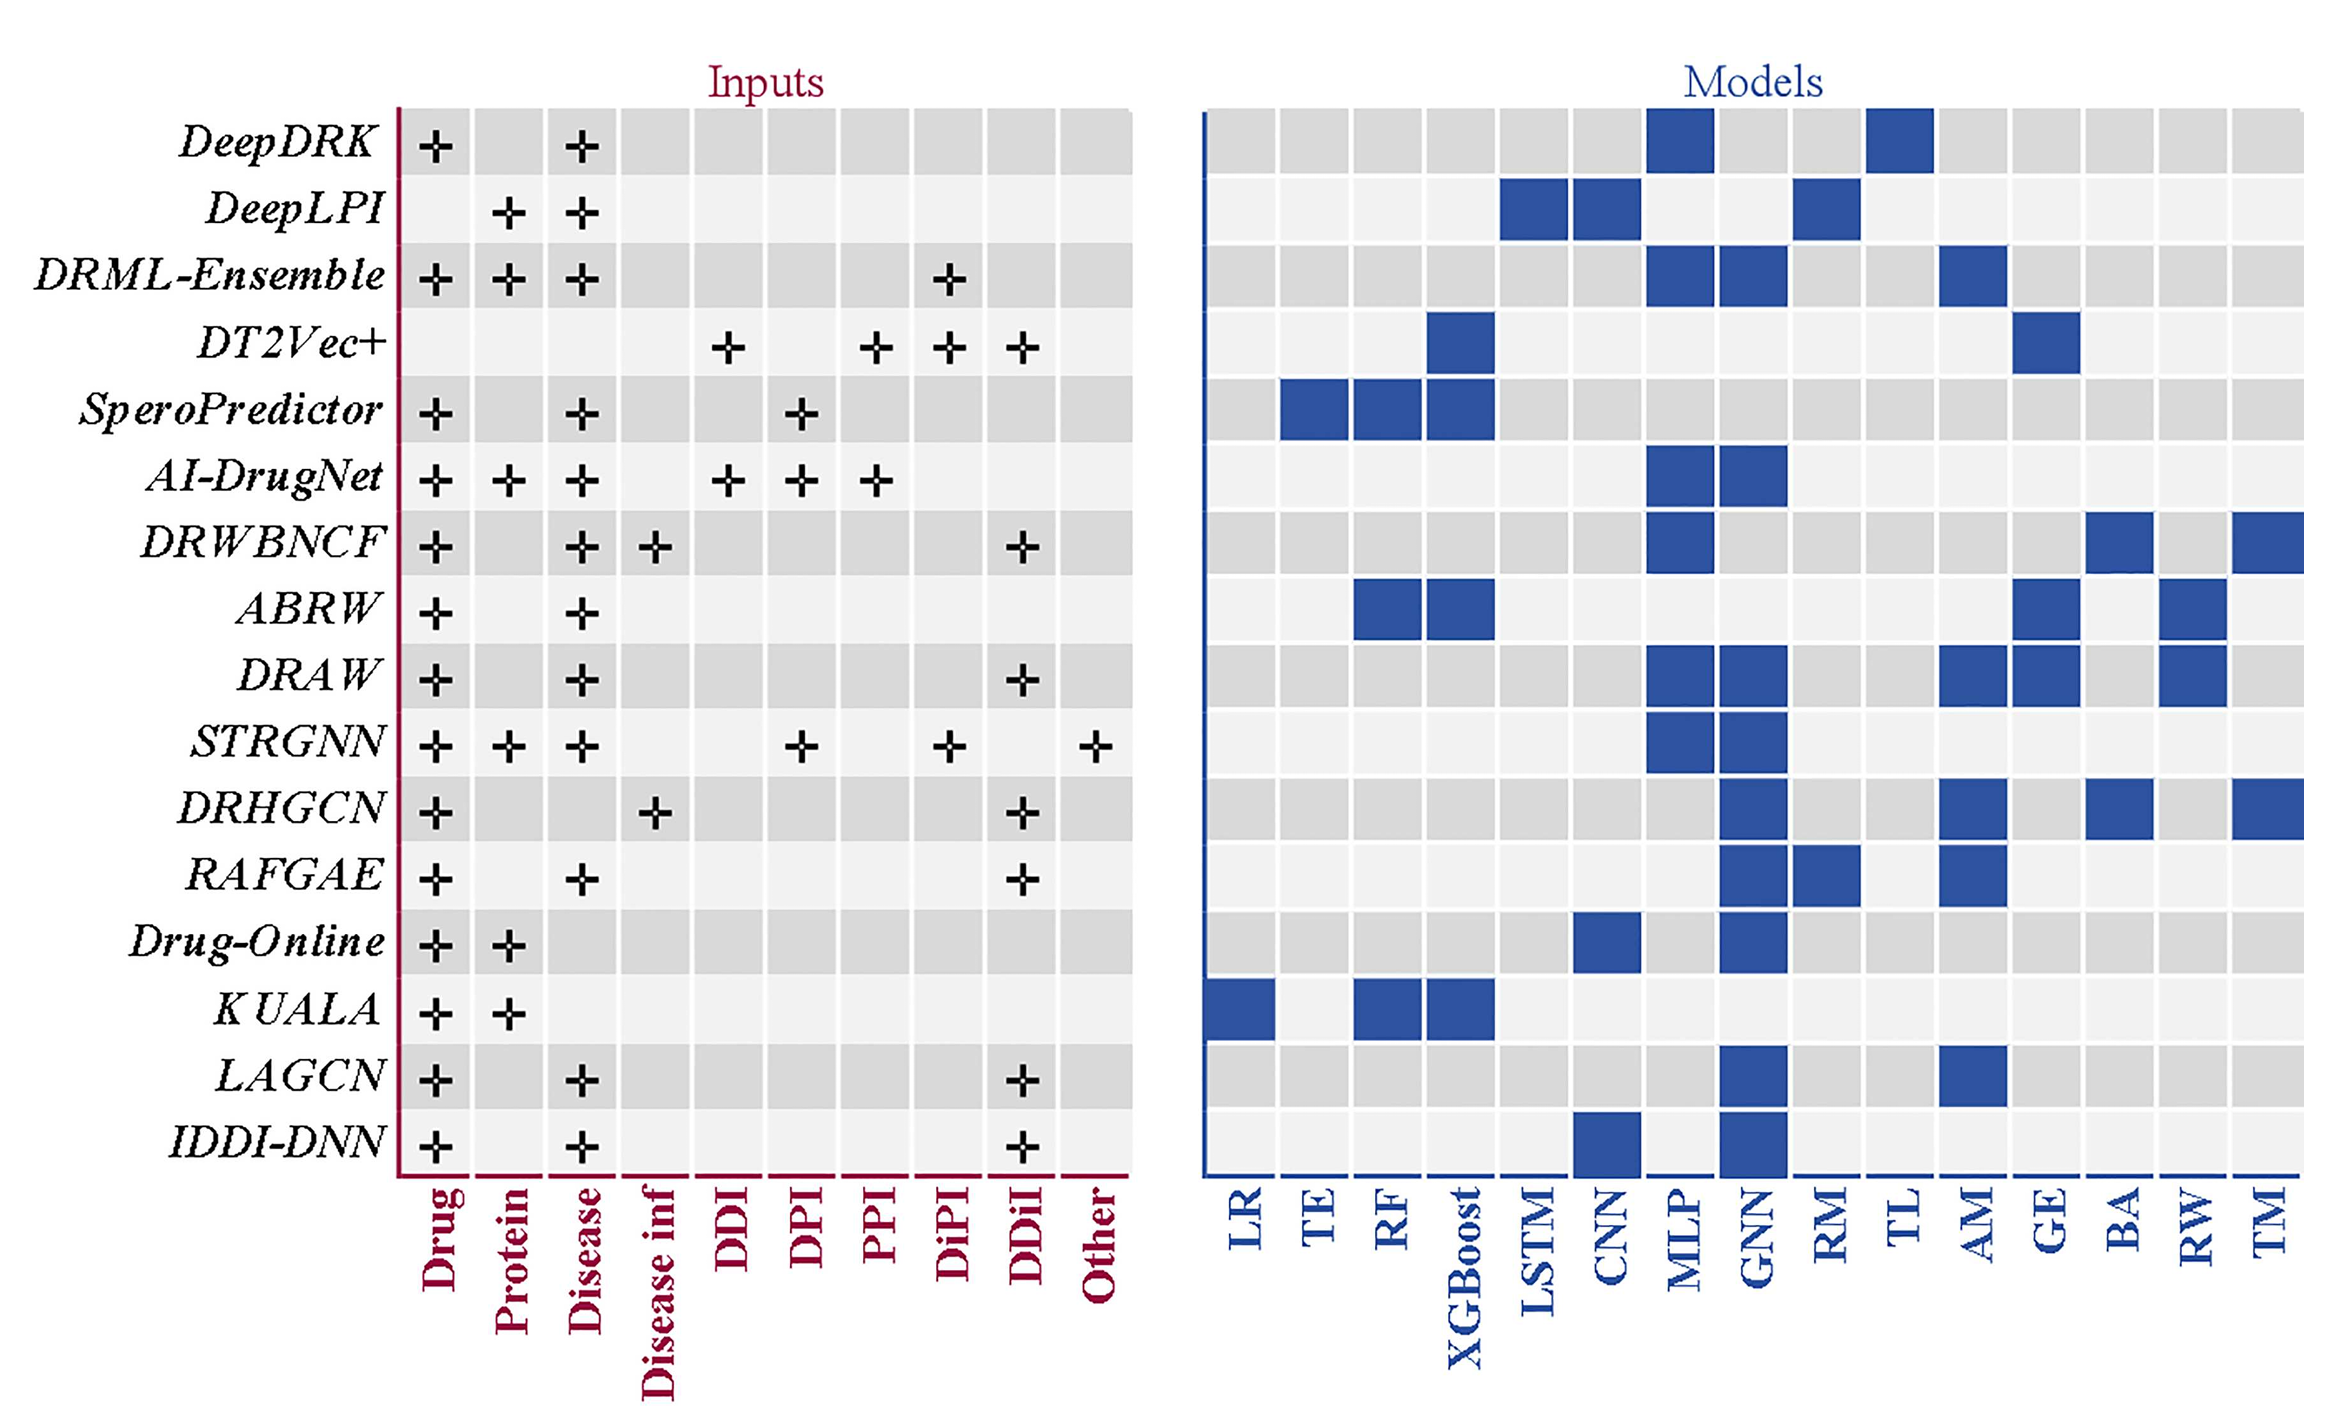 Inputs
Models
DeepDRK
DeepLPI
DRML-Ensemble
DT2Vec+
SperoPredictor
AI-DrugNet
DRWBNCF
ABRW
DRAW
STRGNN
DRHGCN
RAFGAE
Drug-Online
KUALA
LAGCN
IDDI-DNN
Drug
Protein
Disease
Disease inf
DDI
DPI
PPI
DiPI
DDiI
Other
LR
TE
RF
XGBoost
LSTM
CNN
MLP
GNN
RM
TL
AM
GE
BA
RW
TM